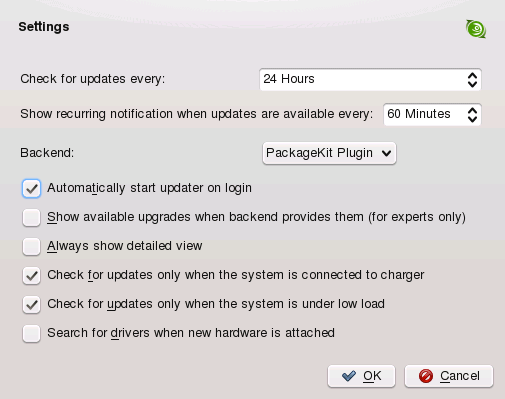 Settings
Check for updates every: 24 Hours
Show recurring notification when updates are available every: 60 Minutes
Backend: PackageKit Plugin
Automatically start updater on login
Show available upgrades when backend provides them (for experts only)
Always show detailed view
Check for updates only when the system is connected to charger
Check for updates only when the system is under low load
Search for drivers when new hardware is attached
OK Cancel